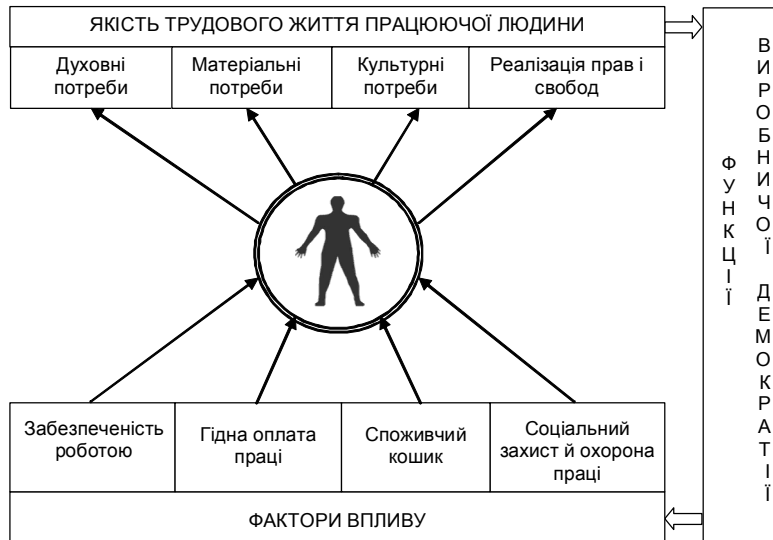 ЯКІСТЬ ТРУДОВОГО ЖИТТЯ ПРАЦЮЮЧОЇ ЛЮДИНИ
Духовні
потреби
Матеріальні
потреби
Культурні
потреби
Реалізація прав і
свобод
ФУНКЦІЇ
ВИРОБНИЧОЇ ДЕМОКРАТІЇ
Забезпеченість
роботою
Гідна оплата
праці
Споживчий
кошик
Соціальний
захист й охорона
праці
ФАКТОРИ ВПЛИВУ